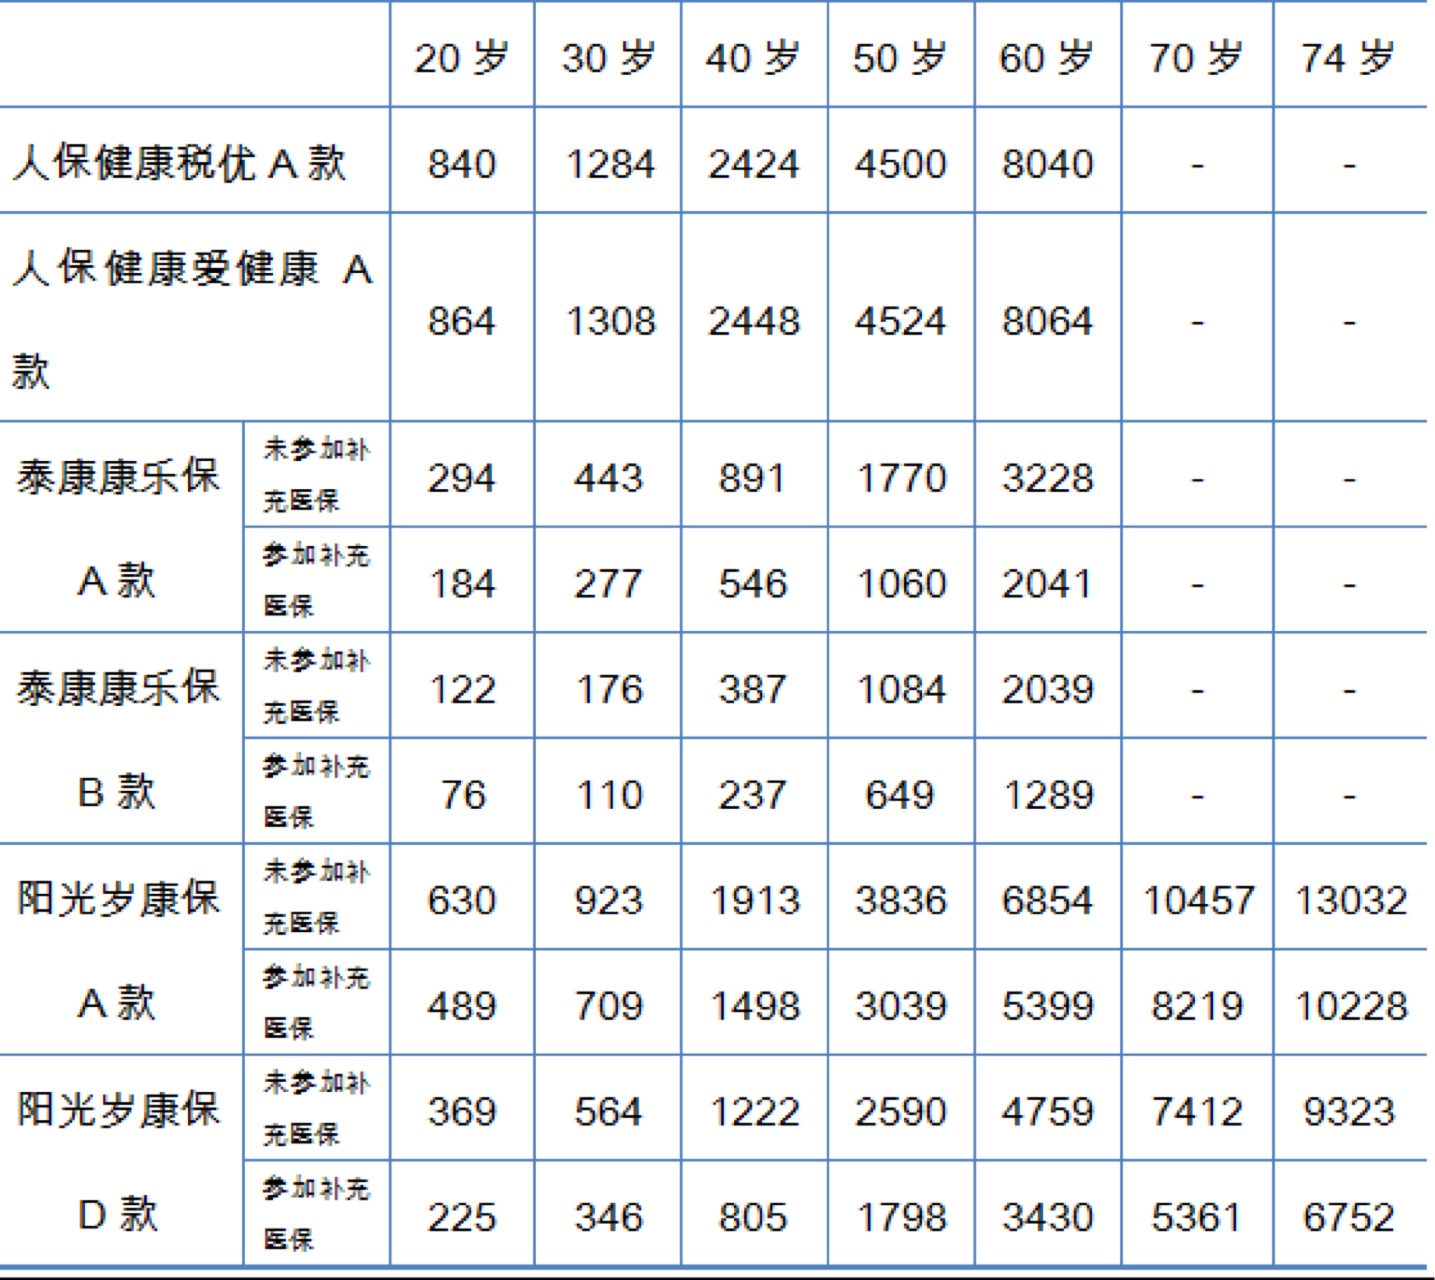 20 岁 30 岁 40 岁 50 岁 60 岁 70 岁 74 岁
人保健康税优 A 款 840 1284 2424 4500 8040 - -
人保健康爱健康 A
款 864 1308 2448 4524 8064 - -
泰康康乐保
A 款
未参加补
充医保 294 443 891 1770 3228 - -
参加补充
医保 184 277 546 1060 2041 - -
泰康康乐保
B 款
未参加补
充医保 122 176 387 1084 2039 - -
参加补充
医保 76 110 237 649 1289 - -
阳光岁康保
A 款
未参加补
充医保 630 923 1913 3836 6854 10457 13032
参加补充
医保 489 709 1498 3039 5399 8219 10228
阳光岁康保
D 款
未参加补
充医保 369 564 1222 2590 4759 7412 9323
参加补充
医保 225 346 805 1798 3430 5361 6752